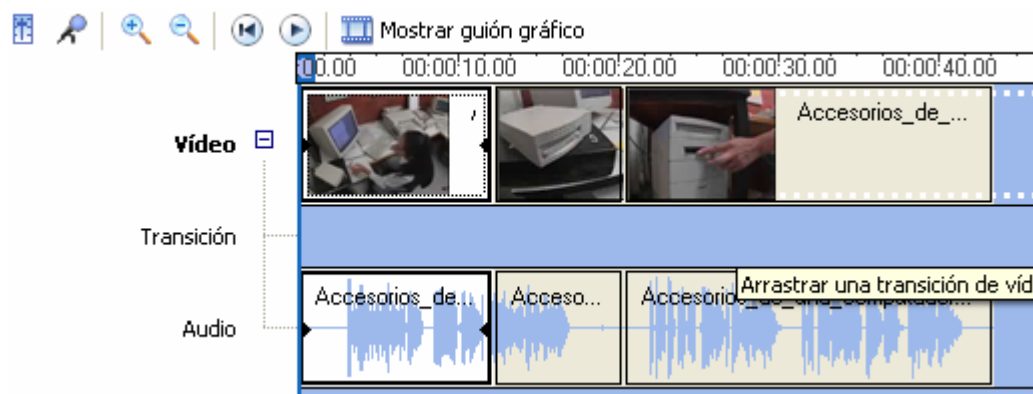 Mostrar guión gráfico
0.00 00:00:10.00 00:00:20.00 00:00:30.00 00:00:40.00
Accesorios_de_...
Vídeo
Transición
Arrastrar una transición de víd
Accesorios_de... Acceso...
Audio